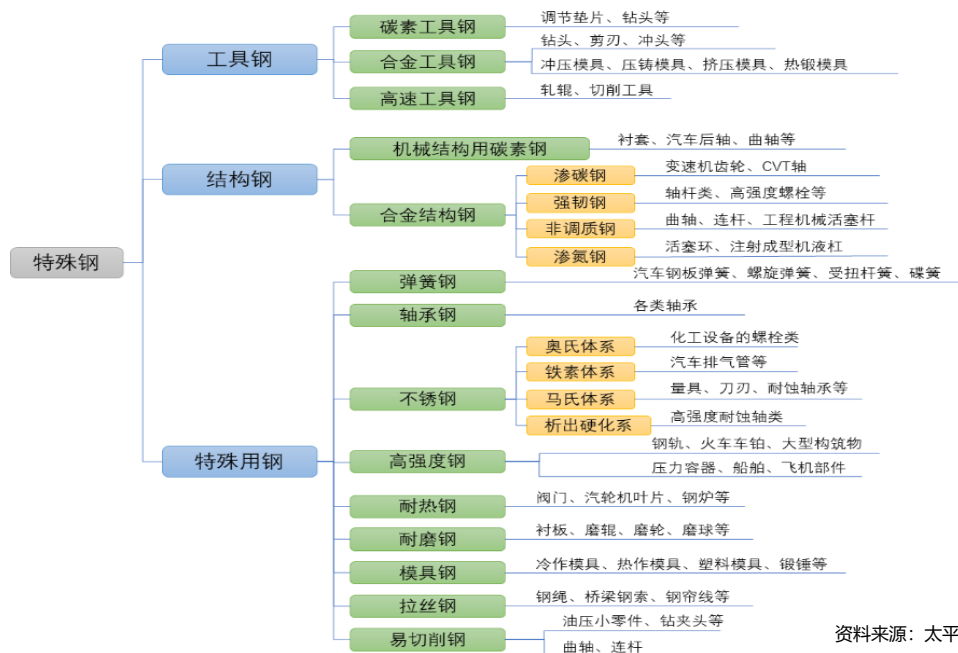 特殊钢
工具钢
碳素工具钢
调节垫片、钻头等
合金工具钢
钻头、剪刃、冲头等
冲压模具、压铸模具、挤压模具、热锻模具
高速工具钢
轧辊、切削工具
结构钢
机械结构用碳素钢
衬套、汽车后轴、曲轴等
合金结构钢
渗碳钢
变速机齿轮、CVT轴
强韧钢
轴杆类、高强度螺栓等
非调质钢
曲轴、连杆、工程机械活塞杆
渗氮钢
活塞环、注射成型机液杠
特殊用钢
弹簧钢
汽车钢板弹簧、螺旋弹簧、受扭杆簧、碟簧
轴承钢
各类轴承
不锈钢
奥氏体系
化工设备的螺栓类
铁素体系
汽车排气管等
马氏体系
量具、刀刃、耐蚀轴承等
析出硬化系
高强度耐蚀轴类
高强度钢
钢轨、火车车铂、大型构筑物
压力容器、船舶、飞机部件
耐热钢
阀门、汽轮机叶片、钢炉等
耐磨钢
衬板、磨辊、磨轮、磨球等
模具钢
冷作模具、热作模具、塑料模具、锻锤等
拉丝钢
钢绳、桥梁钢索、钢帘线等
易切削钢
油压小零件、钻夹头等
曲轴、连杆
资料来源：太平